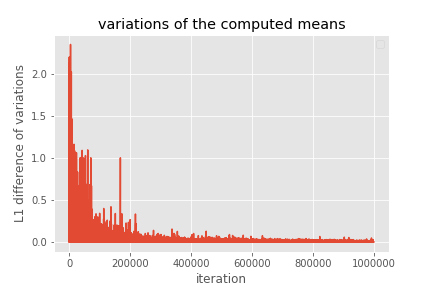 variations of the computed means
L1 difference of variations
2.0
1.5
1.0
0.5
0.0
0 200000 400000 600000 800000 1000000
iteration